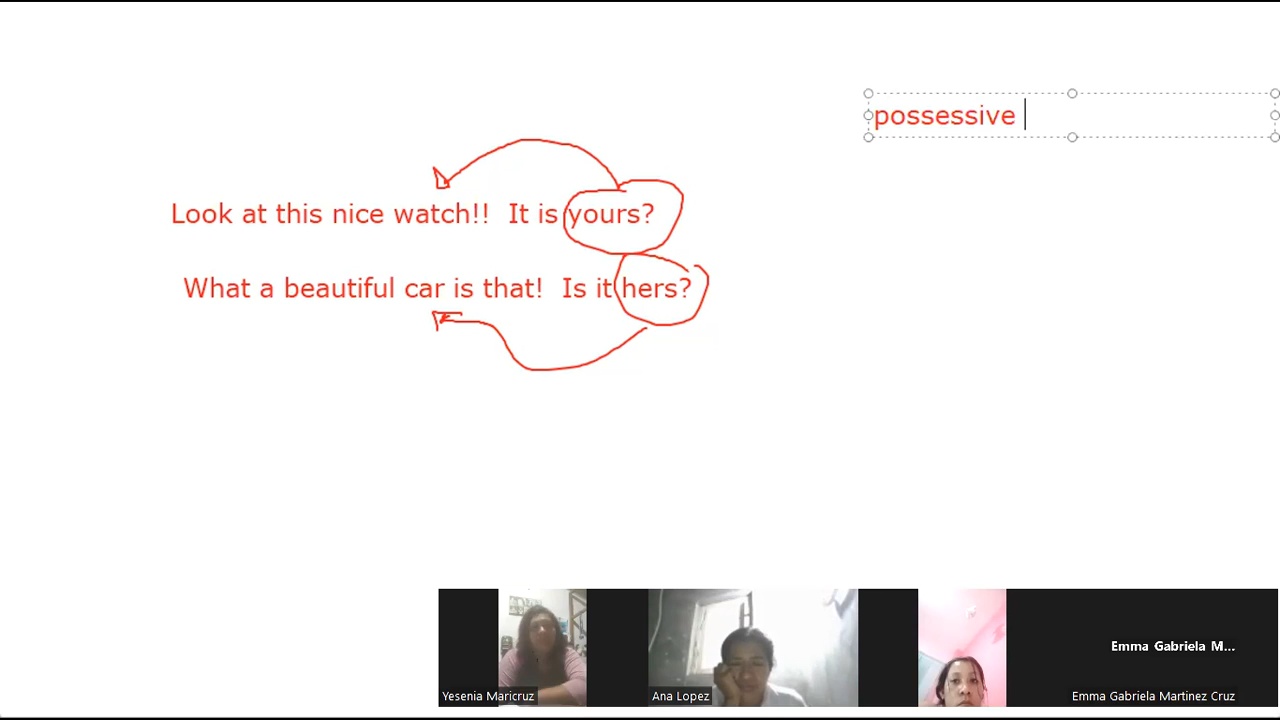 possessive
Look at this nice watch!! It is yours?
What a beautiful car is that! Is it hers?
Emma Gabriela M...
Yesenia Maricruz
Ana Lopez
Emma Gabriela Martinez Cruz